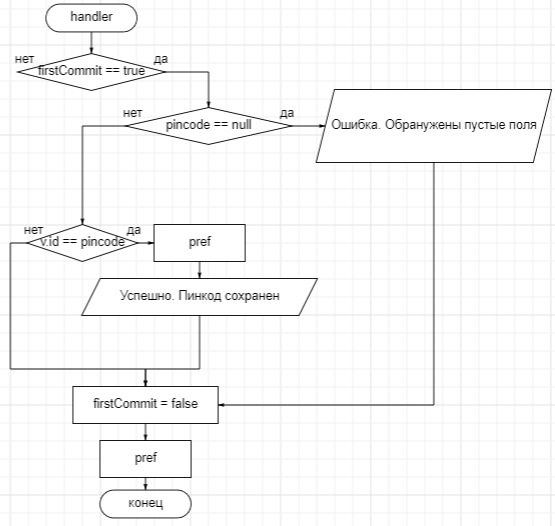 handler
нет
да
firstCommit == true
нет
да
pincode == null
Ошибка. Обранужены пустые поля
нет
да
v.id == pincode
pref
Успешно. Пинкод сохранен
firstCommit = false
pref
конец